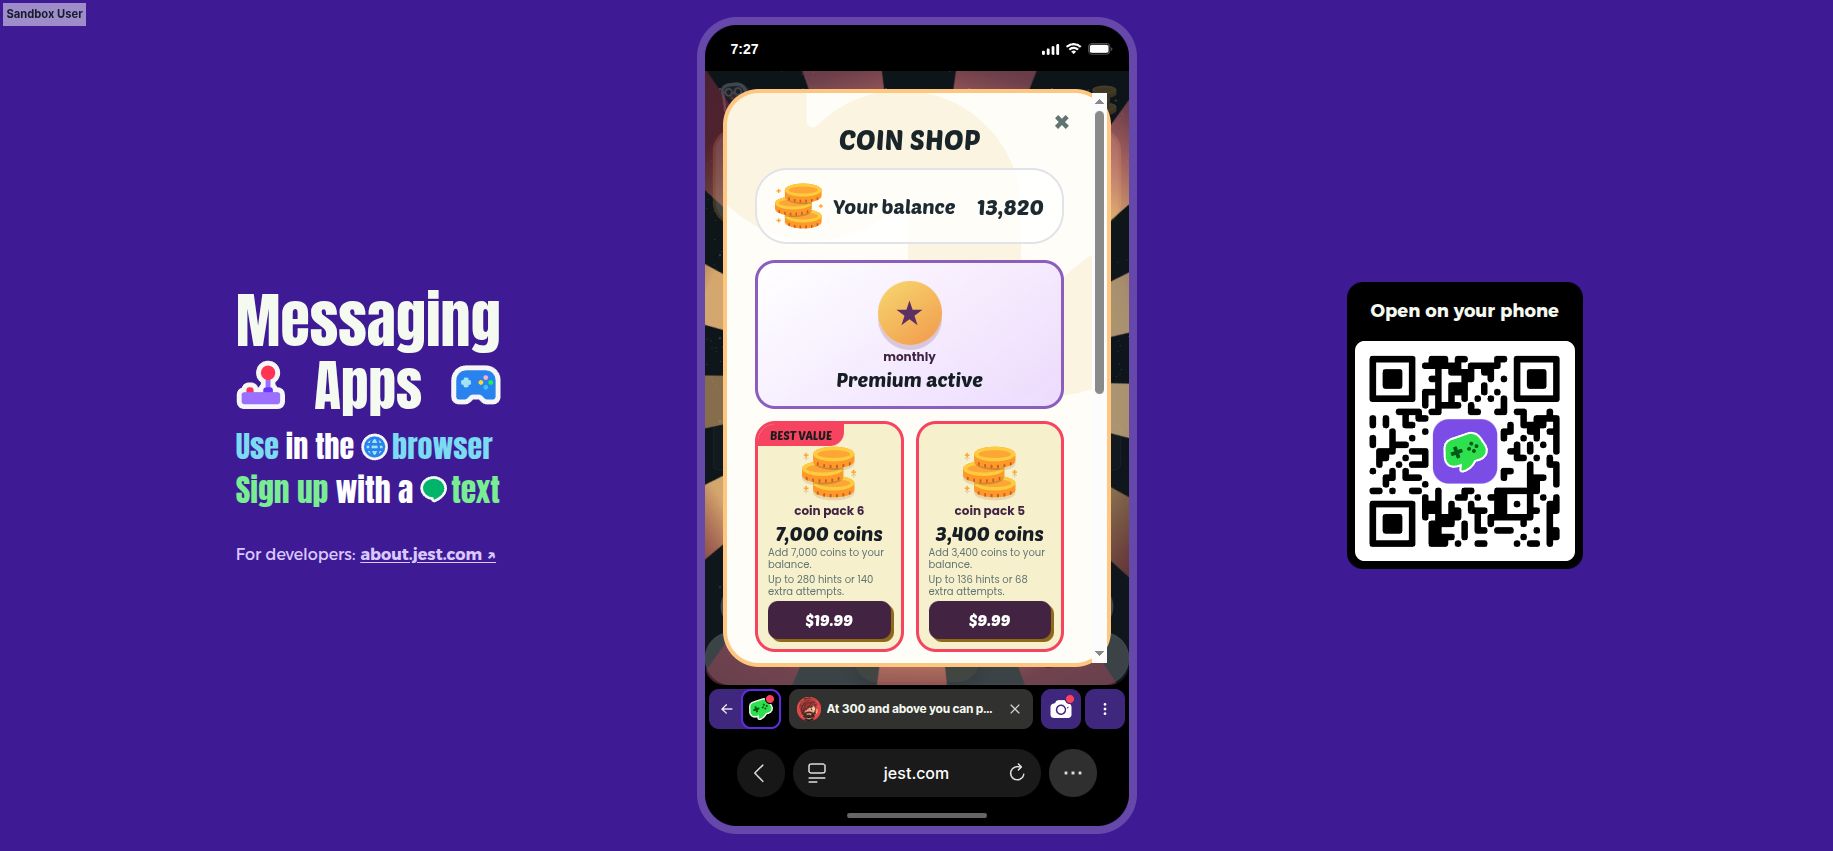 Sandbox User
Messaging
Apps
Use in the browser
Sign up with a text
For developers: about.jest.com ↗
7:27
COIN SHOP
Your balance 13,820
monthly
Premium active
BEST VALUE
coin pack 6
7,000 coins
Add 7,000 coins to your
balance.
Up to 280 hints or 140
extra attempts.
$19.99
coin pack 5
3,400 coins
Add 3,400 coins to your
balance.
Up to 136 hints or 68
extra attempts.
$9.99
At 300 and above you can p...
jest.com
Open on your phone